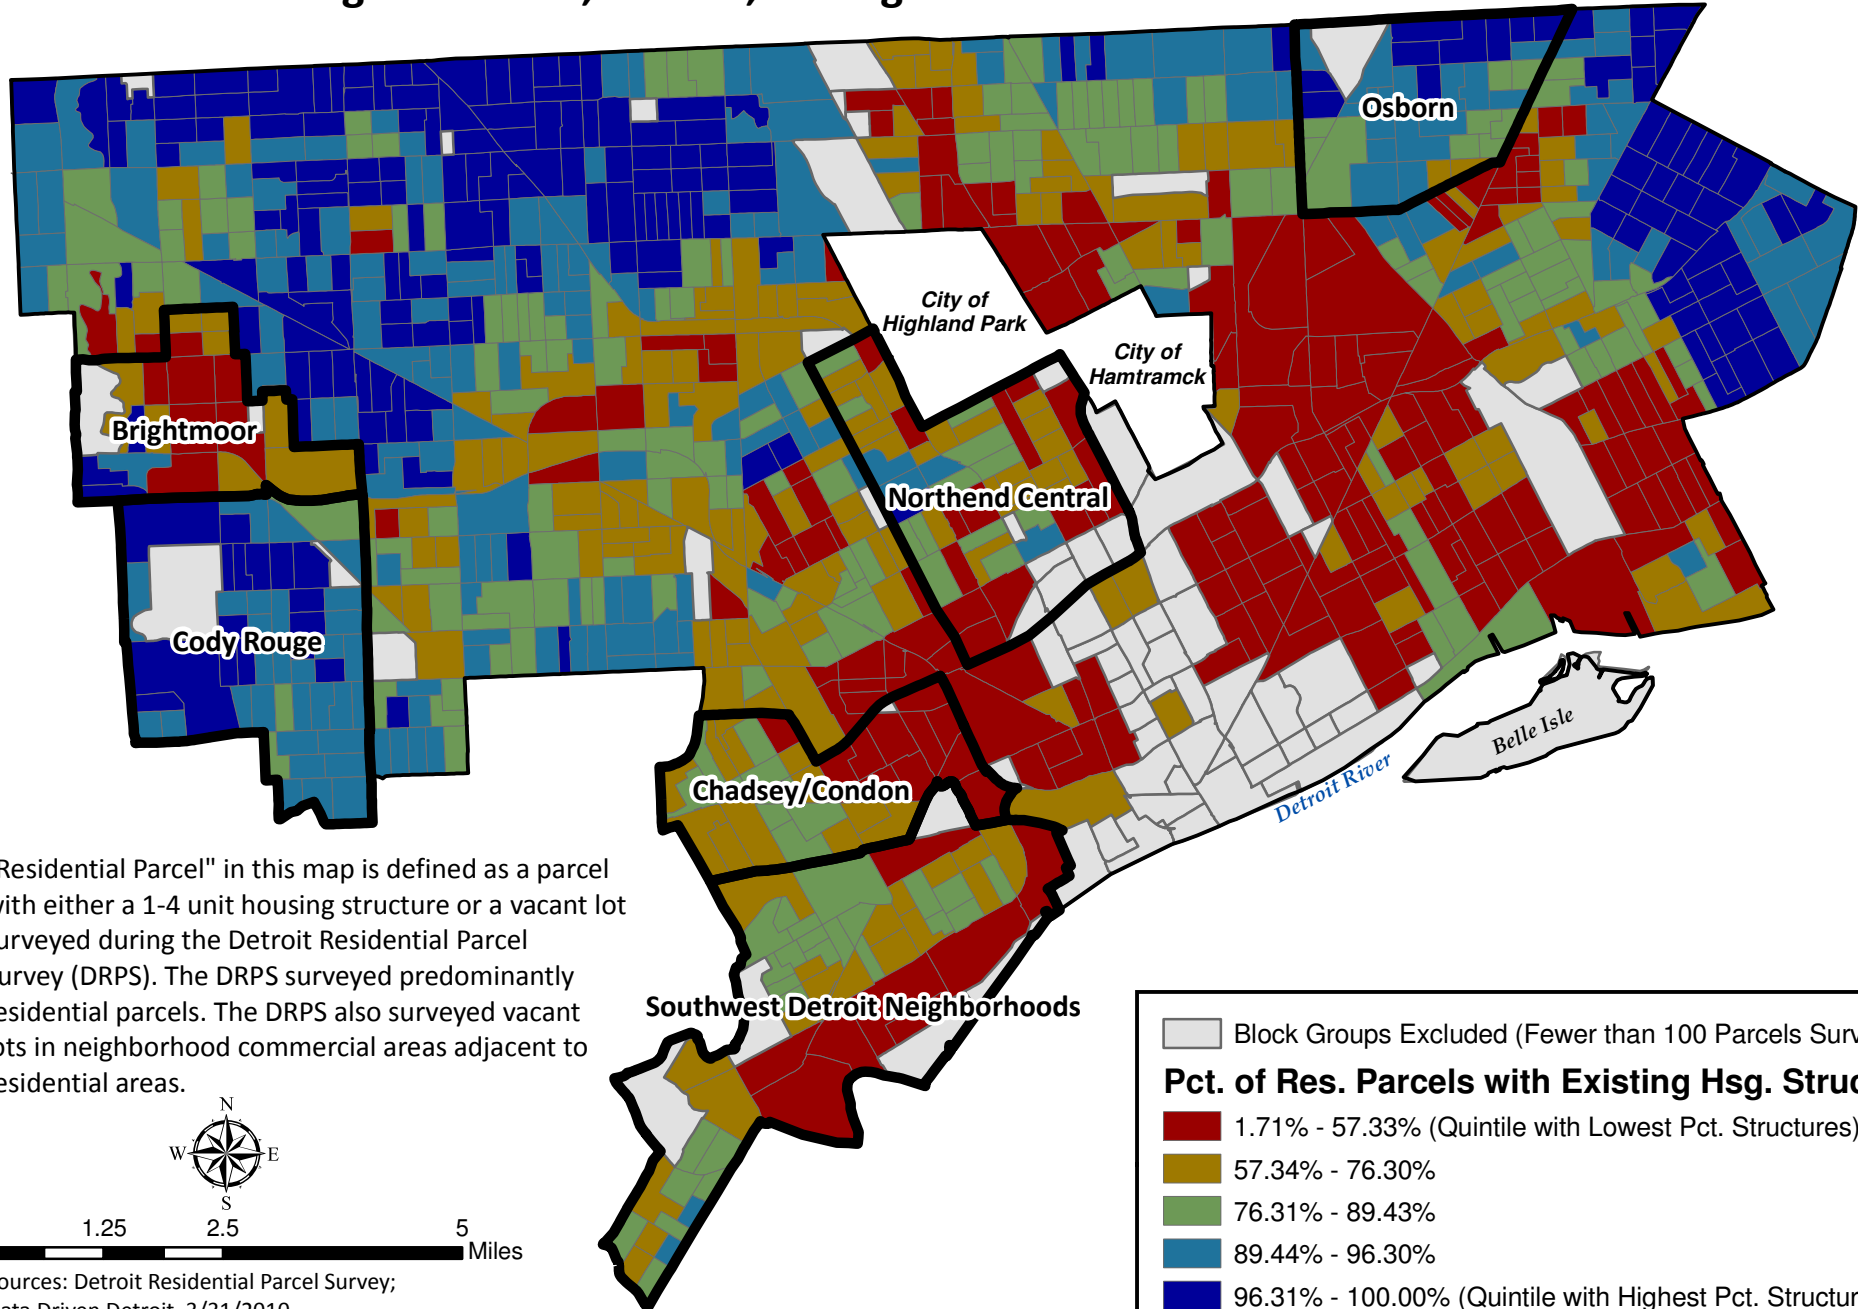 Osborn
City of
Highland Park
City of
Hamtramck
Brightmoor
Northend Central
Cody Rouge
Belle Isle
Detroit River
Chadsey/Condon
Southwest Detroit Neighborhoods
Residential Parcel" in this map is defined as a parcel
with either a 1-4 unit housing structure or a vacant lot
urveyed during the Detroit Residential Parcel
urvey (DRPS). The DRPS surveyed predominantly
esidential parcels. The DRPS also surveyed vacant
ots in neighborhood commercial areas adjacent to
esidential areas.
N
W E
S
1.25 2.5 5
Miles
ources: Detroit Residential Parcel Survey;
ata Driven Detroit, 3/31/2010
Block Groups Excluded (Fewer than 100 Parcels Surv
Pct. of Res. Parcels with Existing Hsg. Struc
1.71% - 57.33% (Quintile with Lowest Pct. Structures)
57.34% - 76.30%
76.31% - 89.43%
89.44% - 96.30%
96.31% - 100.00% (Quintile with Highest Pct. Structur